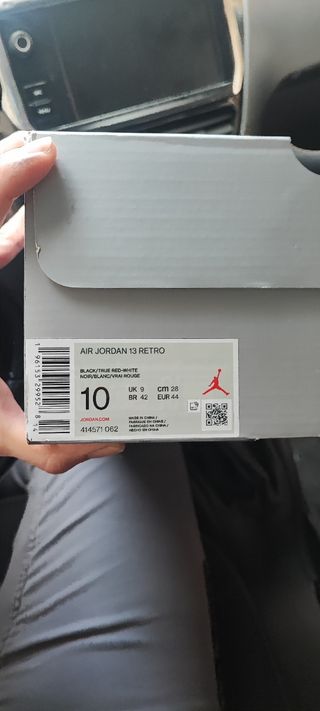 AIR JORDAN 13 RETRO
BLACK/TRUE RED-WHITE
NOIR/BLANC/VRAI ROUGE
10
UK 9
cm 28
BR 42
EUR 44
JORDAN.COM
414571 062
MADE IN CHINA /
FABRIQUÉ EN CHINE /
FABRICADO NA CHINA /
HECHO EN CHINA